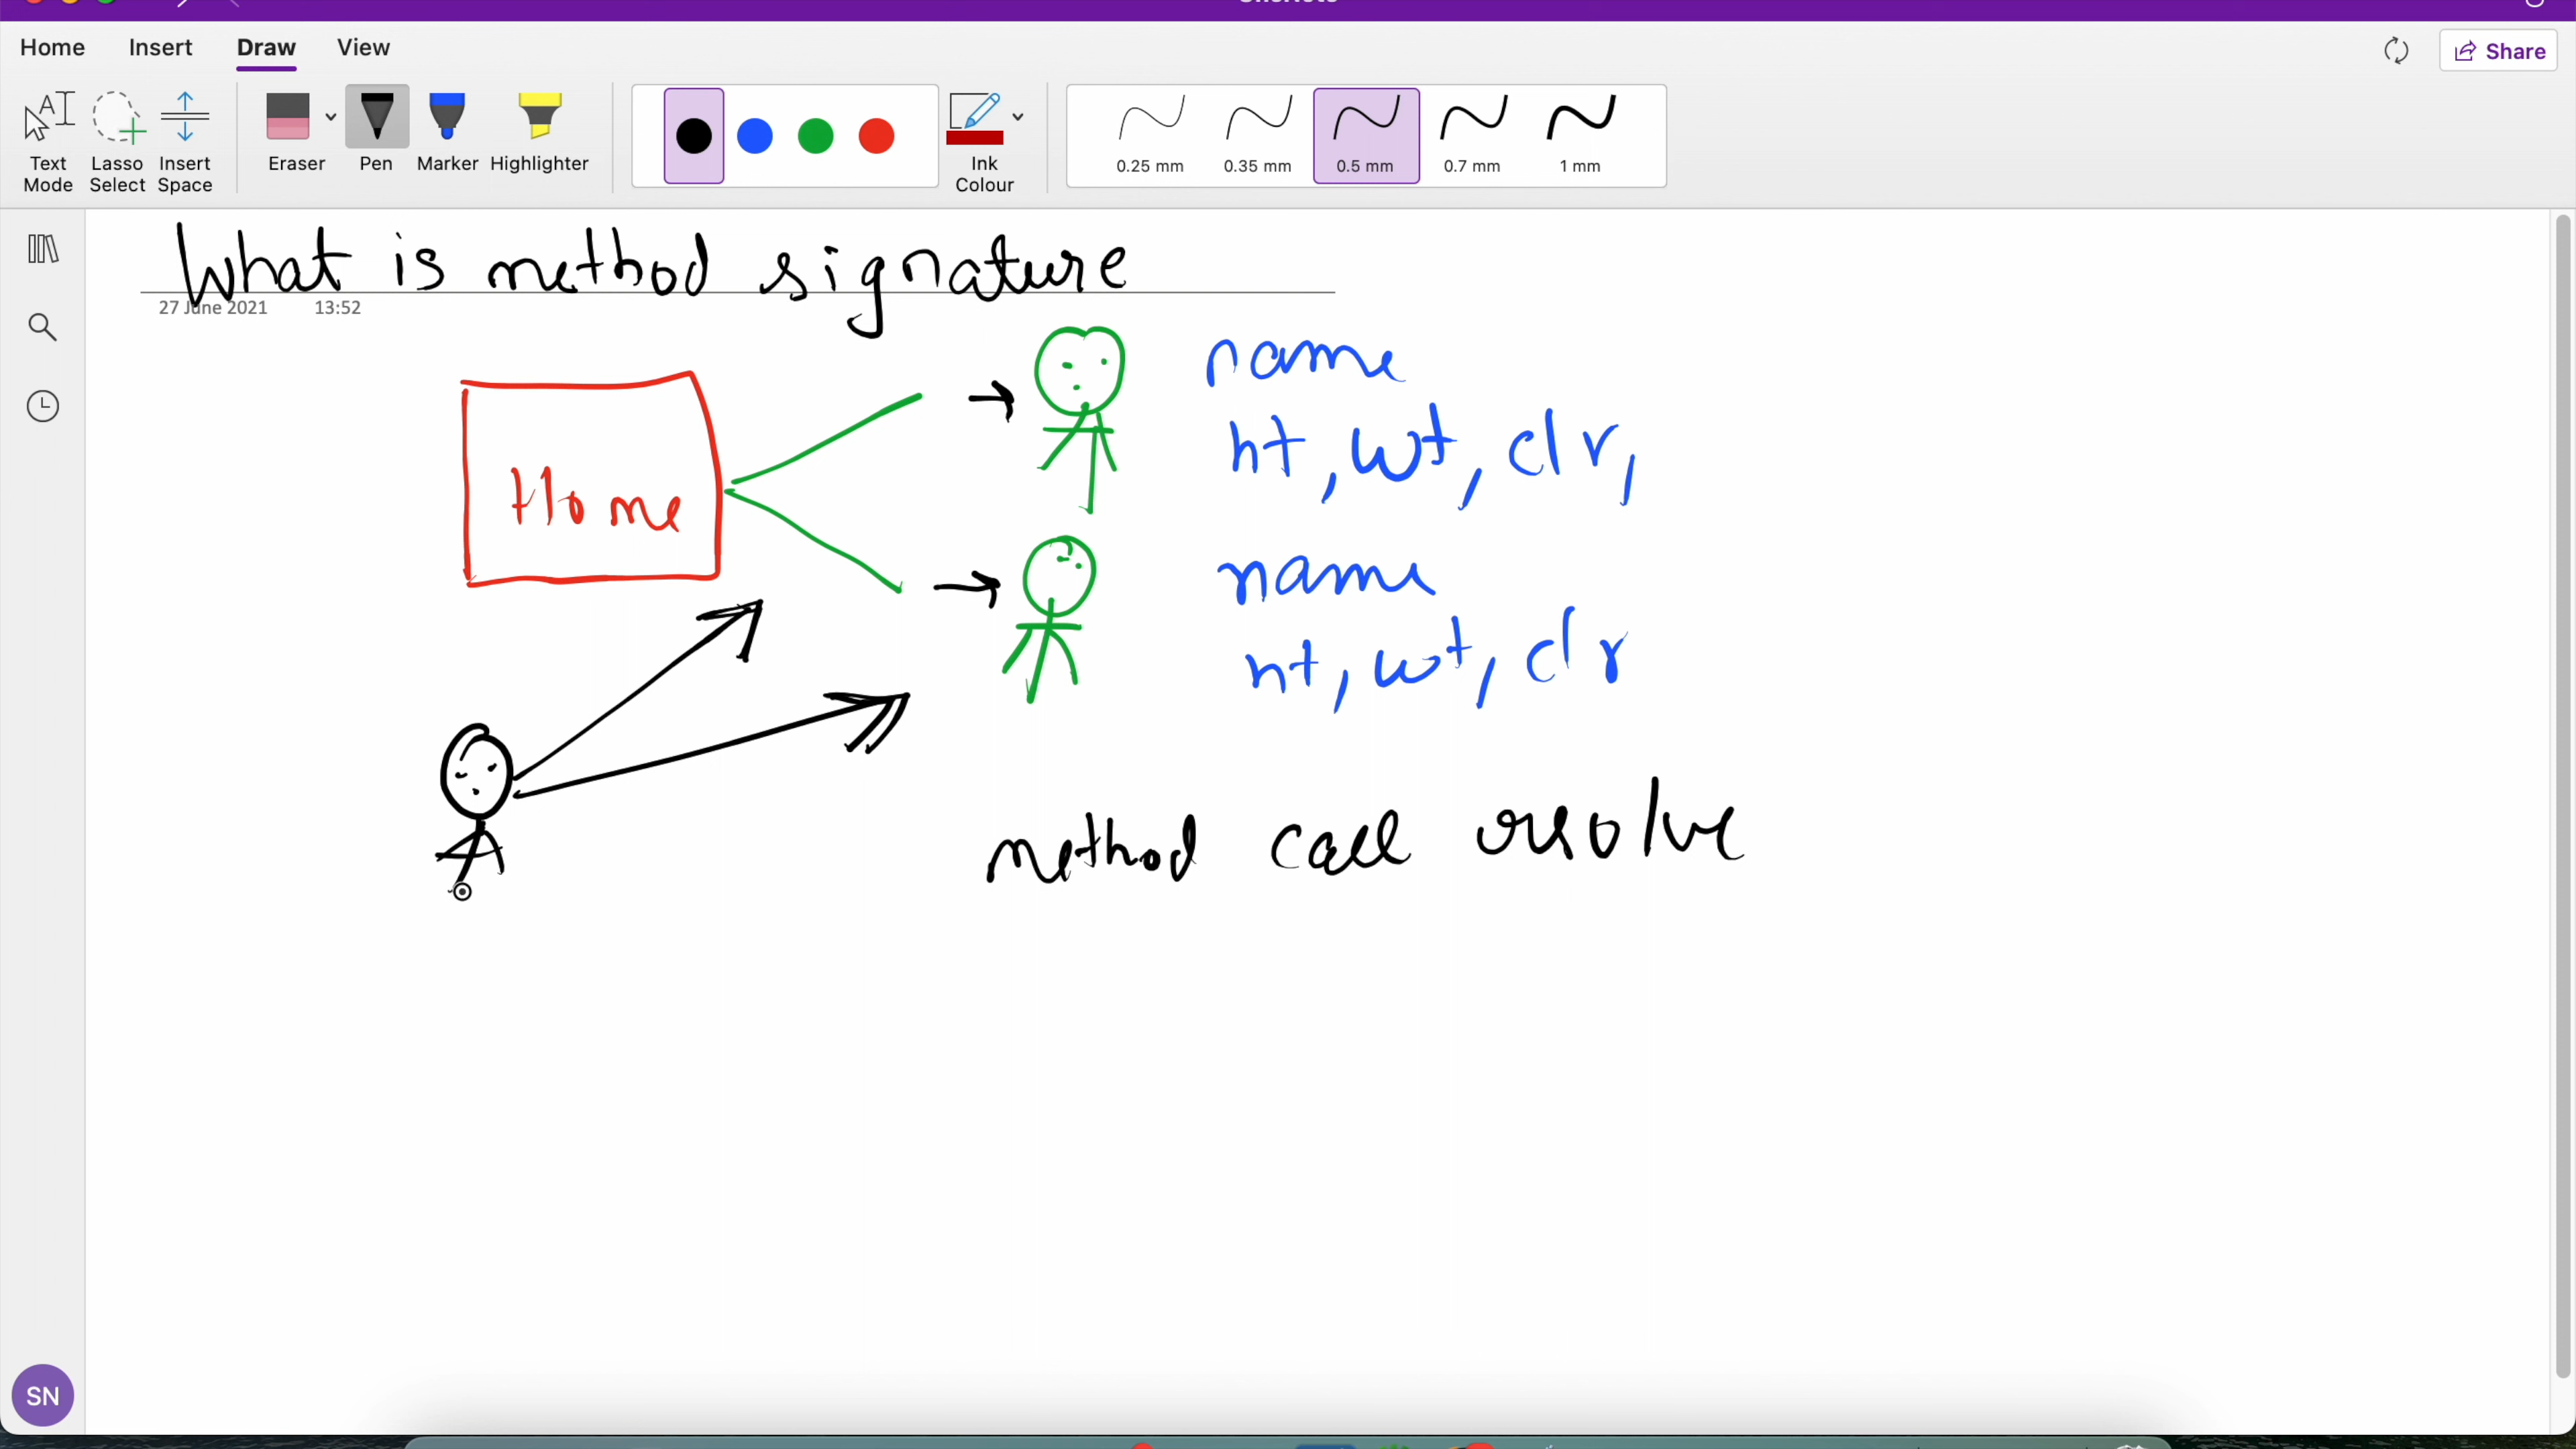 Home Insert Draw View Share
Text Mode Lasso Select Insert Space Eraser Pen Marker Highlighter Ink Colour 0.25 mm 0.35 mm 0.5 mm 0.7 mm 1 mm
What is method signature
27 June 2021 13:52
name
ht, wt, clr,
Home
name
ht, wt, clr
method call resolve
SN